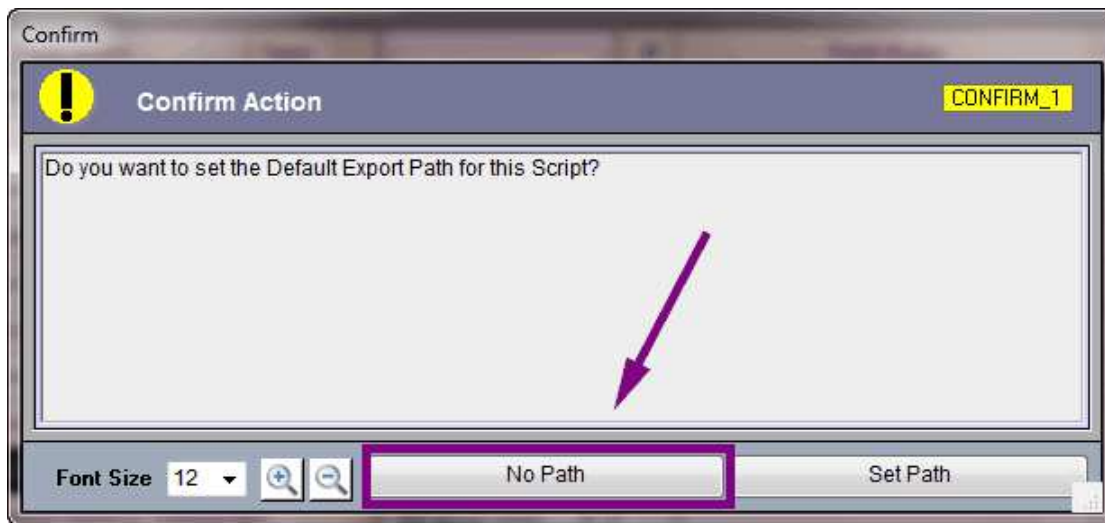 Confirm
Confirm Action
CONFIRM_1
Do you want to set the Default Export Path for this Script?
Font Size 12
No Path
Set Path